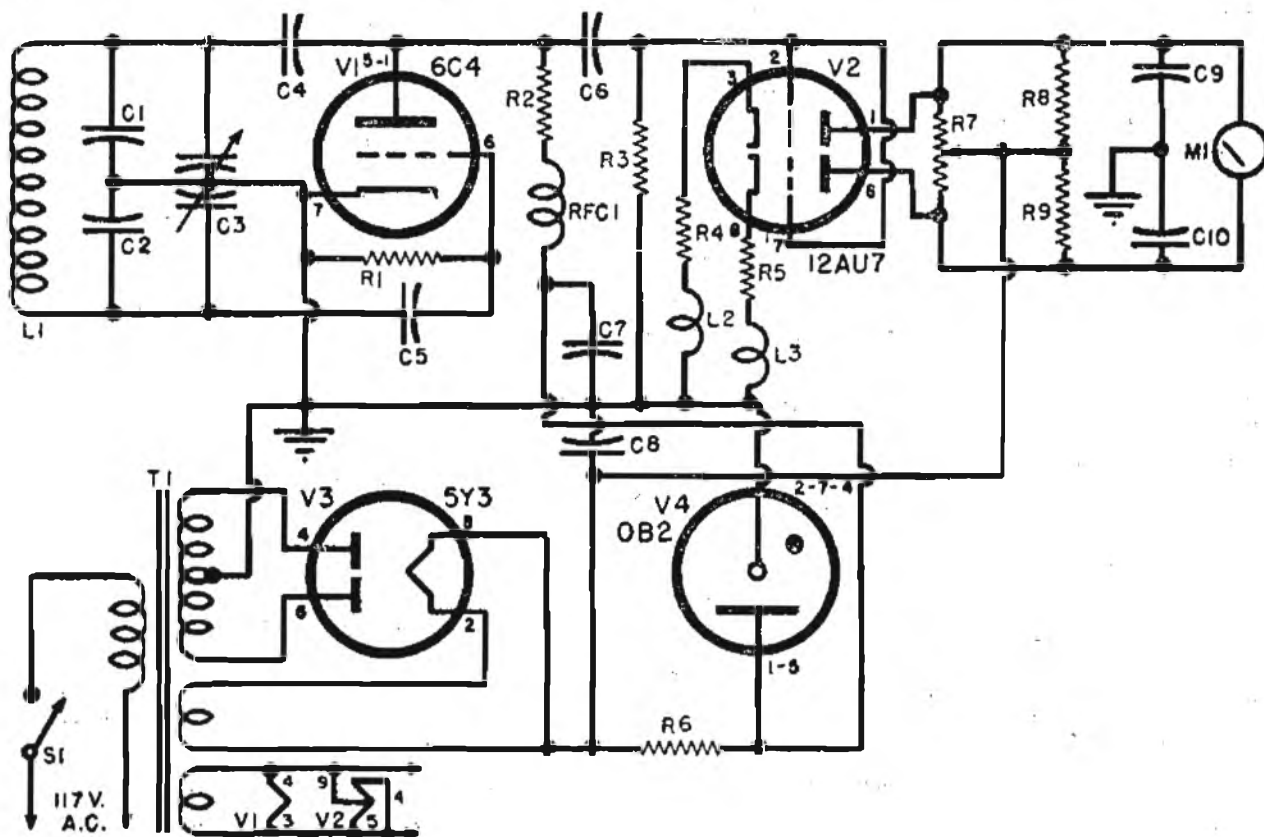 V1 5-1 6C4
C4
C6
2
V2
3
C9
C1
R2
R3
1
R8
R7
6
M1
7
C2
C3
RFC1
R4
8
7
6
R9
C10
R5
12AU7
R1
L1
C5
C7
L2
L3
C8
T1
V3
5Y3
8
V4
OB2
2-7-4
4
6
2
1-5
R6
S1
117 V.
A.C.
V1
4
3
9
V2
5
4